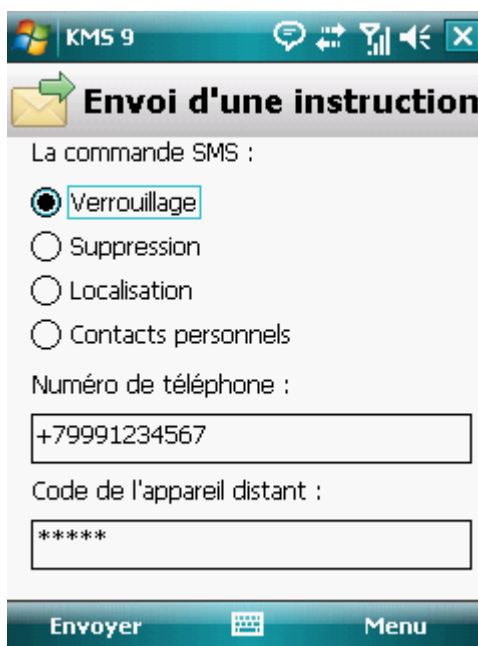 KMS 9
Envoi d'une instruction
La commande SMS :
Verrouillage
Suppression
Localisation
Contacts personnels
Numéro de téléphone :
+79991234567
Code de l'appareil distant :
*****
Envoyer Menu